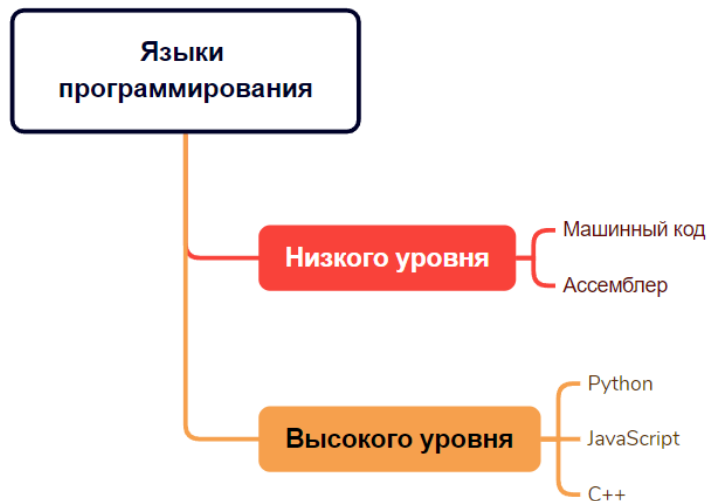 Языки
программирования
Низкого уровня
Машинный код
Ассемблер
Высокого уровня
Python
JavaScript
C++